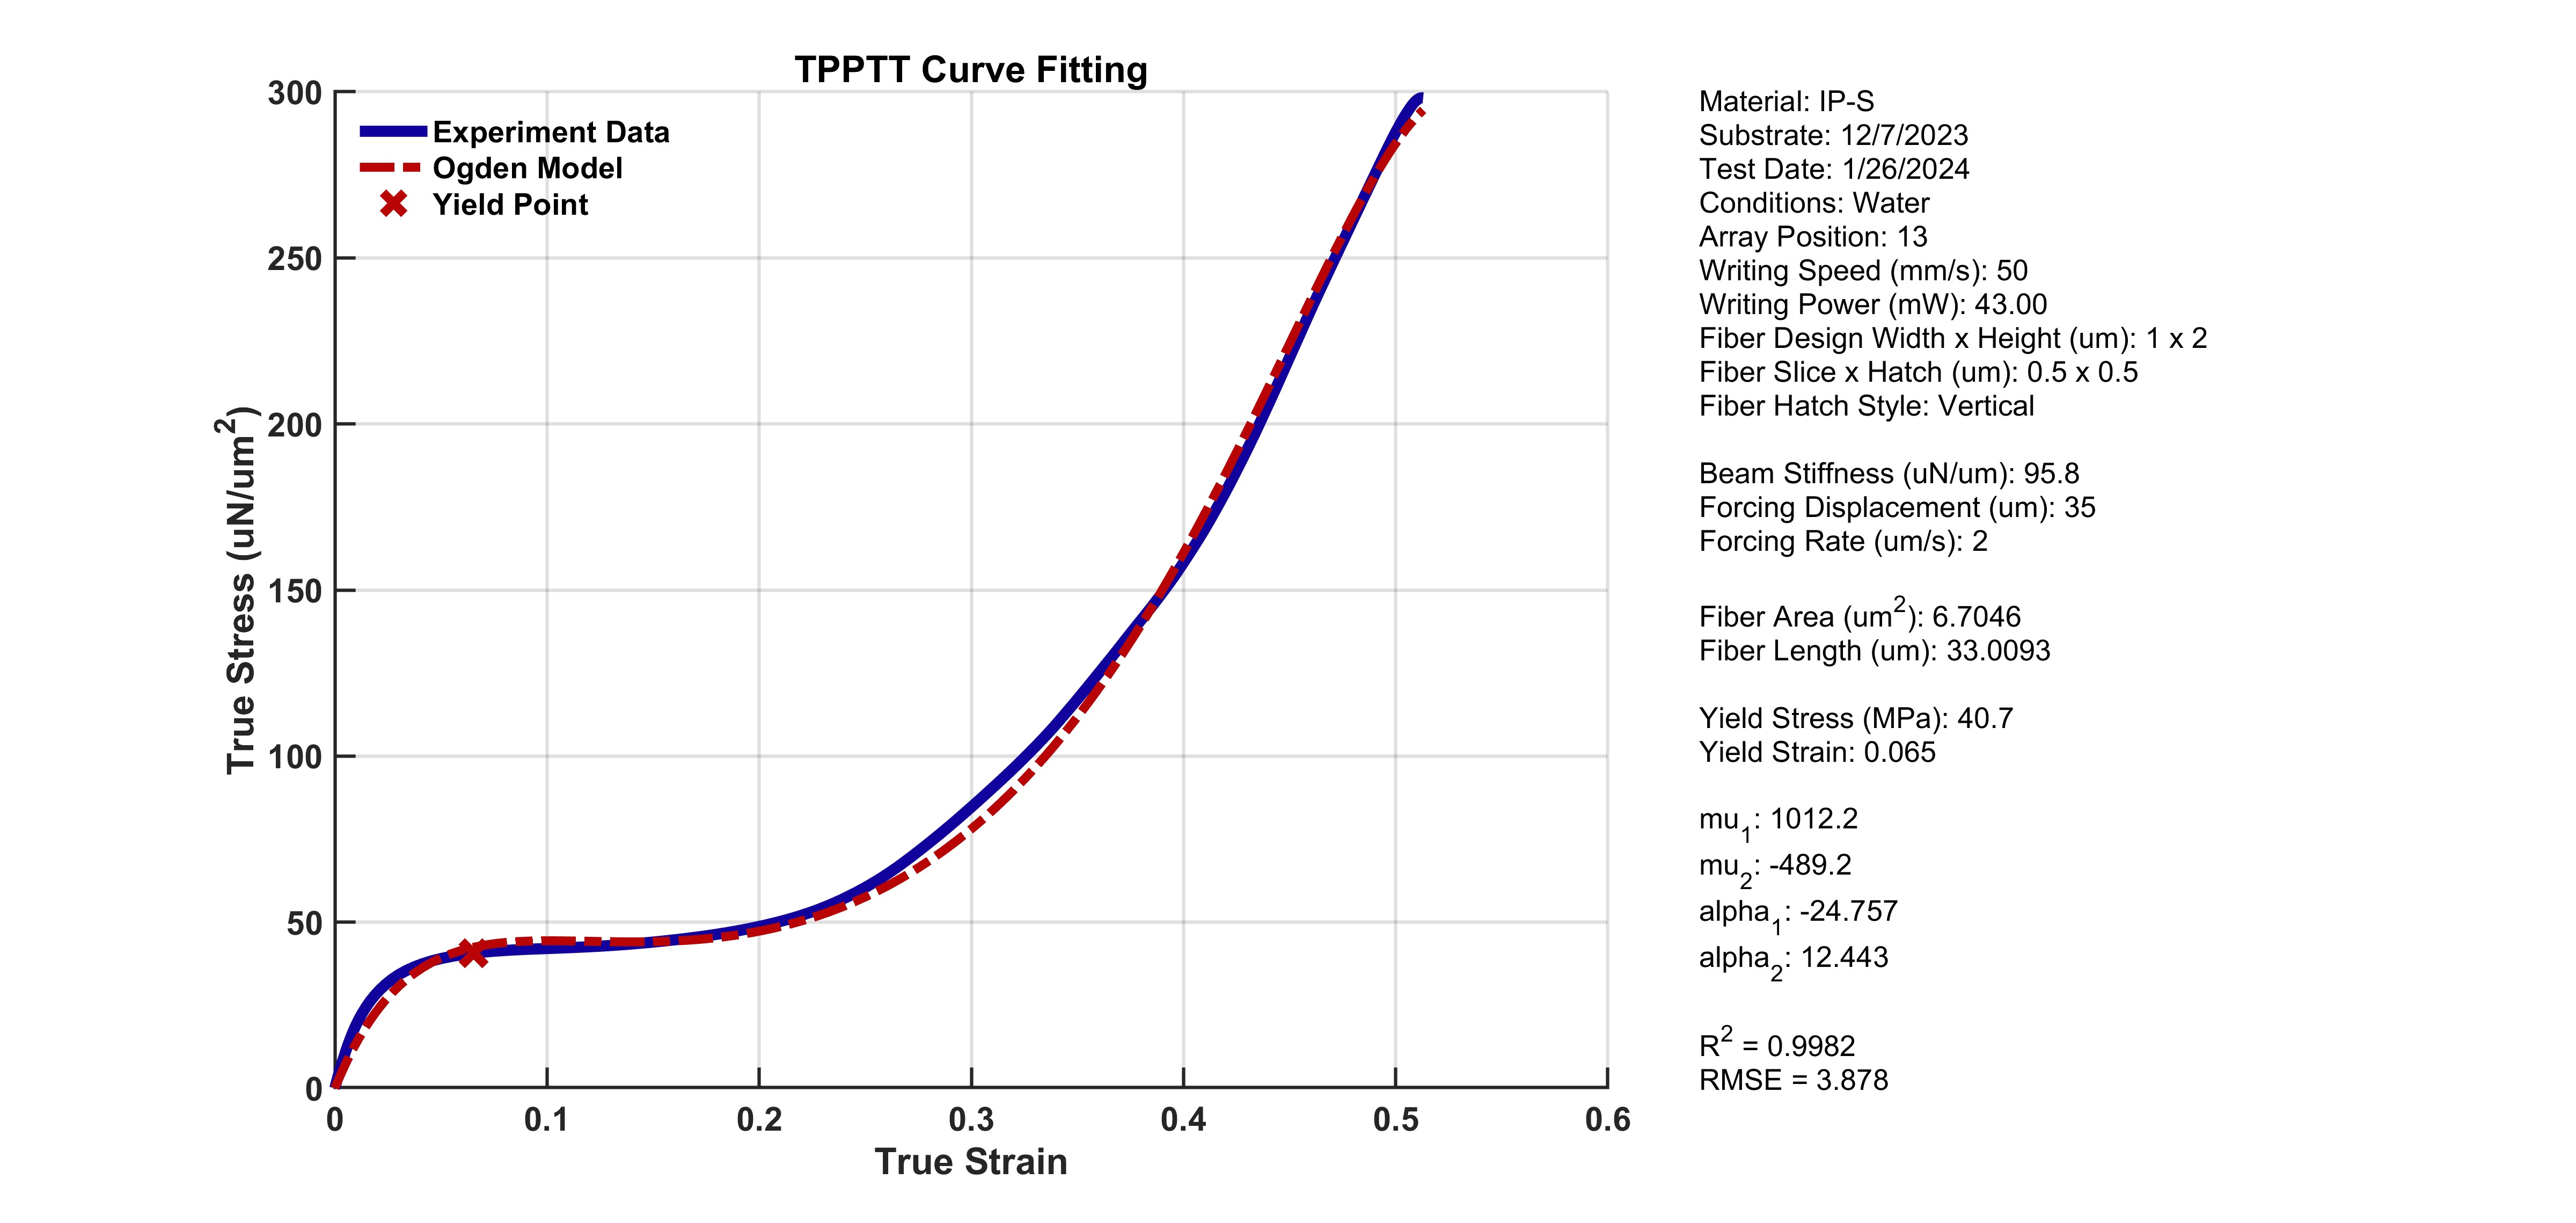 TPPTT Curve Fitting
Experiment Data
Ogden Model
Yield Point
300
250
200
150
100
50
0
True Stress (uN/um²)
0 0.1 0.2 0.3 0.4 0.5 0.6
True Strain
Material: IP-S
Substrate: 12/7/2023
Test Date: 1/26/2024
Conditions: Water
Array Position: 13
Writing Speed (mm/s): 50
Writing Power (mW): 43.00
Fiber Design Width x Height (um): 1 x 2
Fiber Slice x Hatch (um): 0.5 x 0.5
Fiber Hatch Style: Vertical
Beam Stiffness (uN/um): 95.8
Forcing Displacement (um): 35
Forcing Rate (um/s): 2
Fiber Area (um²): 6.7046
Fiber Length (um): 33.0093
Yield Stress (MPa): 40.7
Yield Strain: 0.065
mu₁: 1012.2
mu₂: -489.2
alpha₁: -24.757
alpha₂: 12.443
R² = 0.9982
RMSE = 3.878